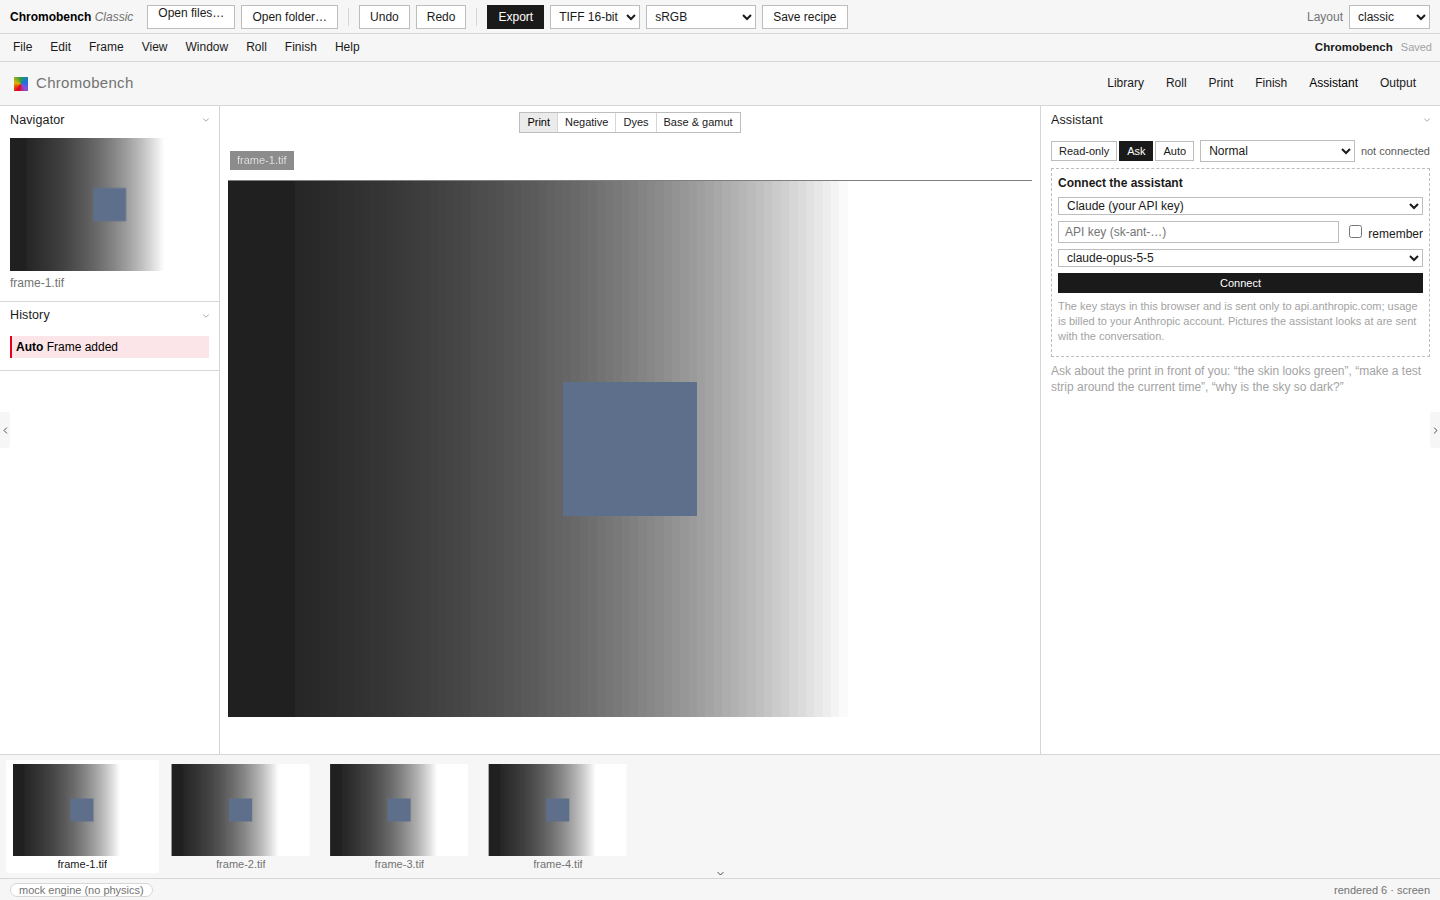 Chromobench Classic Open files… Open folder… Undo Redo Export TIFF 16-bit sRGB Save recipe Layout classic
File Edit Frame View Window Roll Finish Help Chromobench Saved
Chromobench Library Roll Print Finish Assistant Output
Navigator
frame-1.tif
History
Auto Frame added
Print Negative Dyes Base & gamut
frame-1.tif
Assistant
Read-only Ask Auto Normal not connected
Connect the assistant
Claude (your API key)
API key (sk-ant-…) remember
claude-opus-5-5
Connect
The key stays in this browser and is sent only to api.anthropic.com; usage
is billed to your Anthropic account. Pictures the assistant looks at are sent
with the conversation.
Ask about the print in front of you: “the skin looks green”, “make a test
strip around the current time”, “why is the sky so dark?”
frame-1.tif frame-2.tif frame-3.tif frame-4.tif
mock engine (no physics) rendered 6 · screen